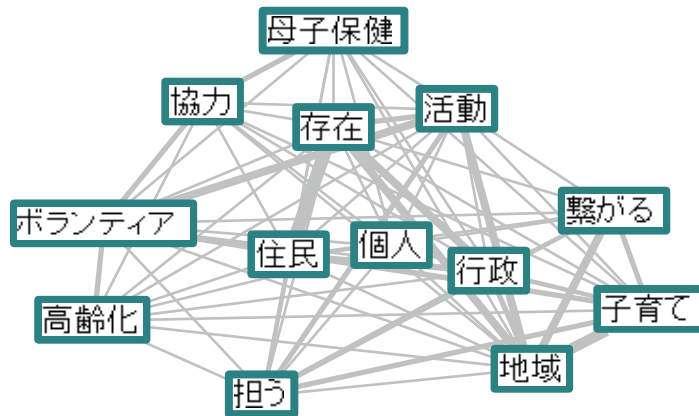 母子保健
協力
存在
活動
ボランティア
住民
個人
繋がる
行政
高齢化
子育て
担う
地域